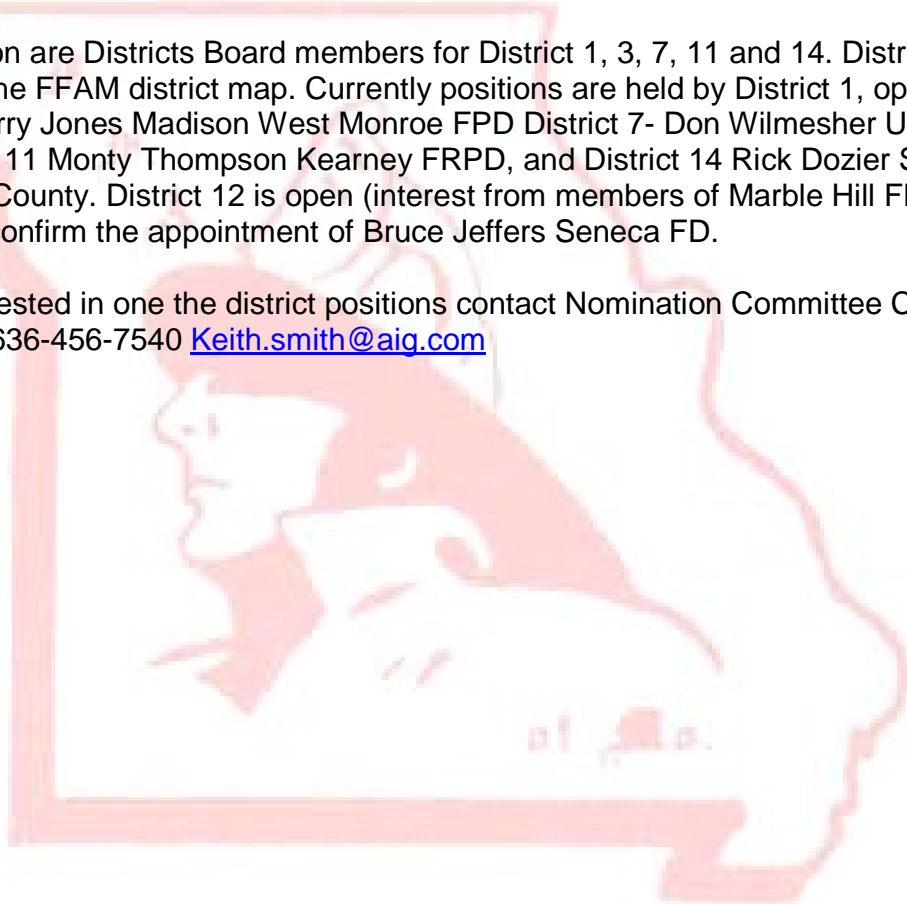 on are Districts Board members for District 1, 3, 7, 11 and 14. Distr
he FFAM district map. Currently positions are held by District 1, op
rry Jones Madison West Monroe FPD District 7- Don Wilmesher U
11 Monty Thompson Kearney FRPD, and District 14 Rick Dozier S
County. District 12 is open (interest from members of Marble Hill F
confirm the appointment of Bruce Jeffers Seneca FD.
ested in one the district positions contact Nomination Committee C
636-456-7540 Keith.smith@aig.com
of